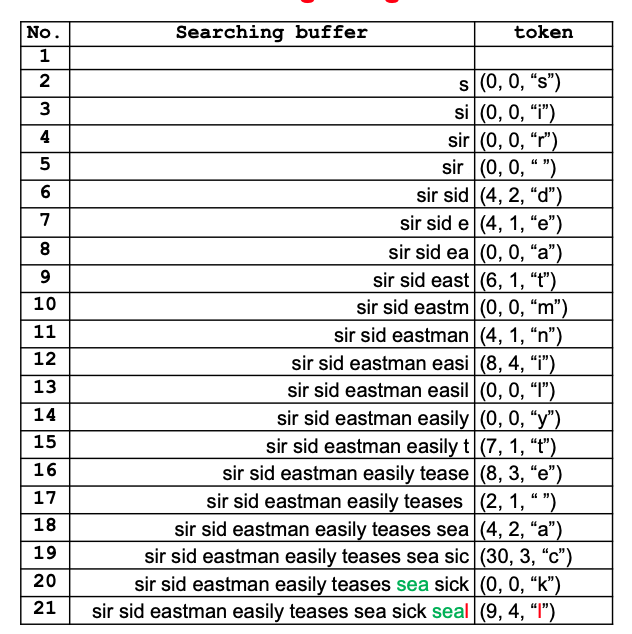 No. Searching buffer token
1
2 s (0, 0, “s”)
3 si (0, 0, “i”)
4 sir (0, 0, “r”)
5 sir (0, 0, “ ”)
6 sir sid (4, 2, “d”)
7 sir sid e (4, 1, “e”)
8 sir sid ea (0, 0, “a”)
9 sir sid east (6, 1, “t”)
10 sir sid eastm (0, 0, “m”)
11 sir sid eastman (4, 1, “n”)
12 sir sid eastman easi (8, 4, “i”)
13 sir sid eastman easil (0, 0, “l”)
14 sir sid eastman easily (0, 0, “y”)
15 sir sid eastman easily t (7, 1, “t”)
16 sir sid eastman easily tease (8, 3, “e”)
17 sir sid eastman easily teases (2, 1, “ ”)
18 sir sid eastman easily teases sea (4, 2, “a”)
19 sir sid eastman easily teases sea sic (30, 3, “c”)
20 sir sid eastman easily teases sea sick (0, 0, “k”)
21 sir sid eastman easily teases sea sick seal (9, 4, “l”)